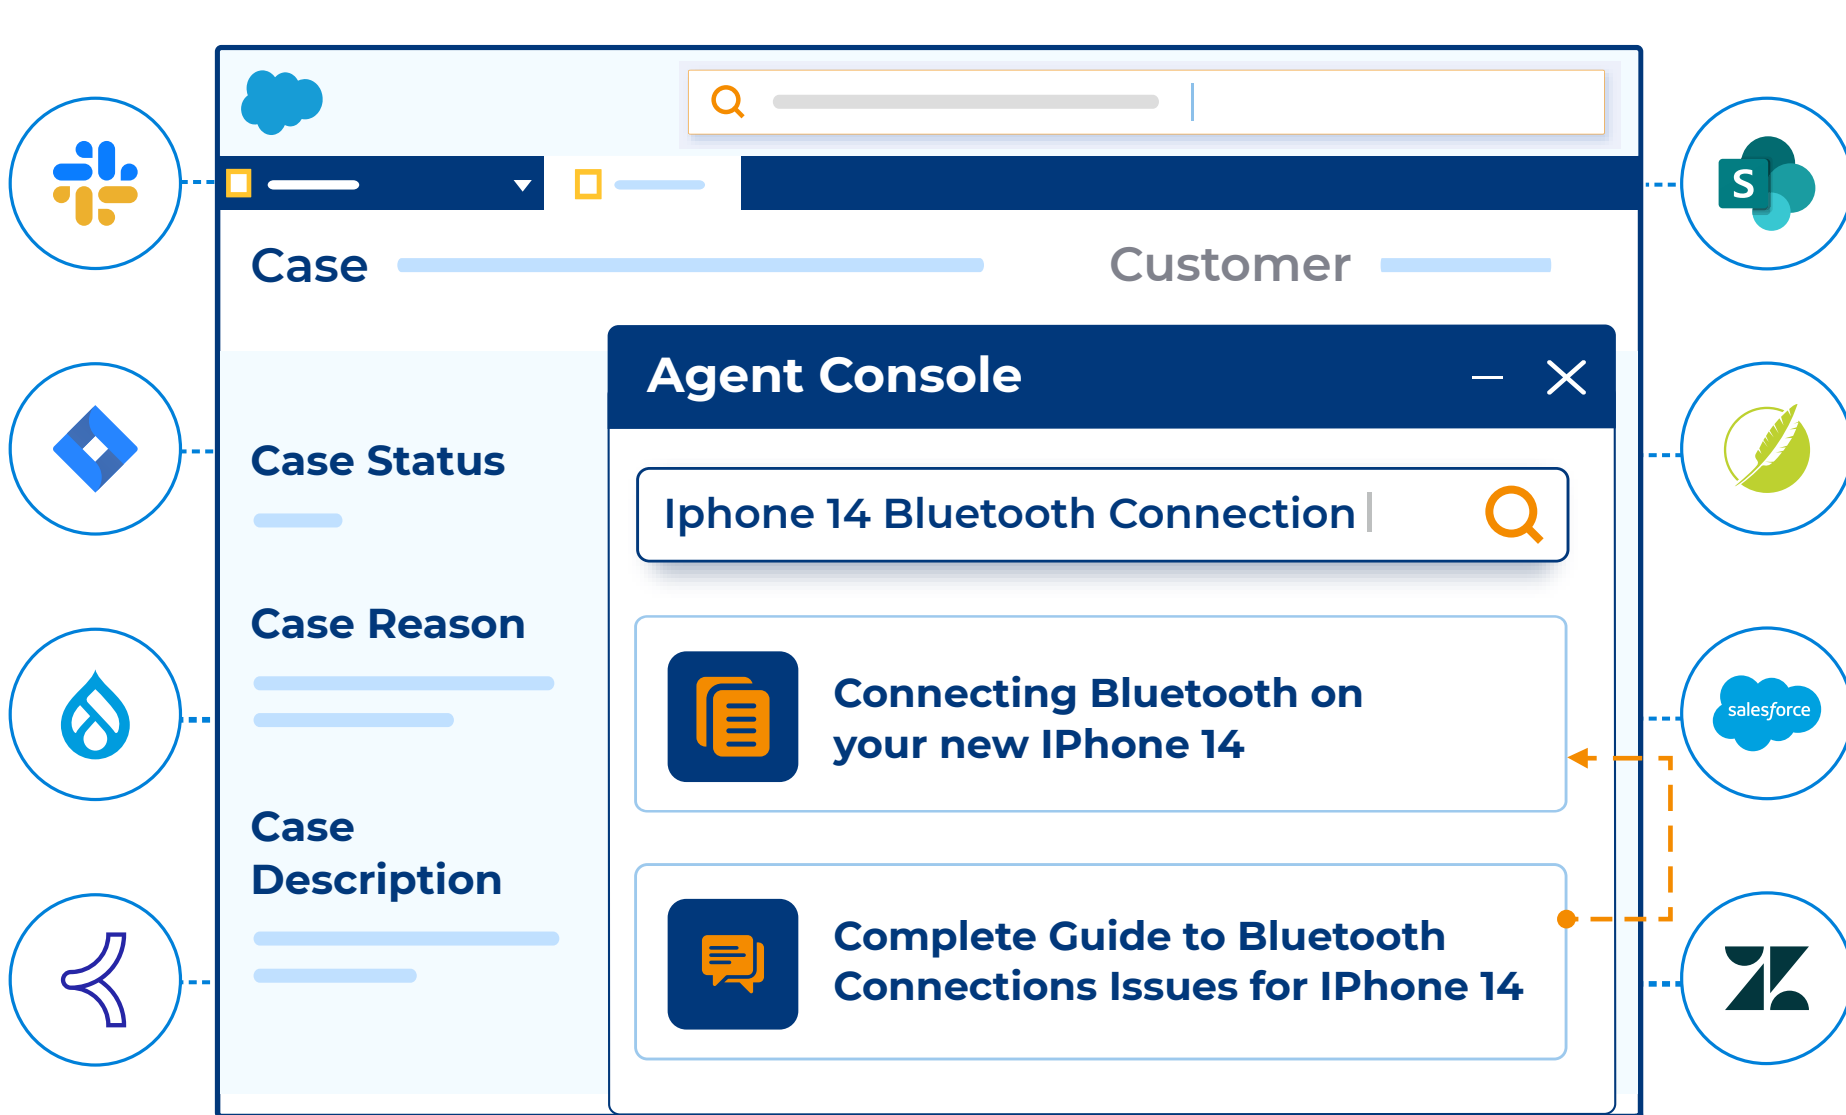 S
Case
Customer
Agent Console
Case Status
Iphone 14 Bluetooth Connection
Case Reason
Connecting Bluetooth on
your new IPhone 14
salesforce
Case
Description
Complete Guide to Bluetooth
Connections Issues for IPhone 14